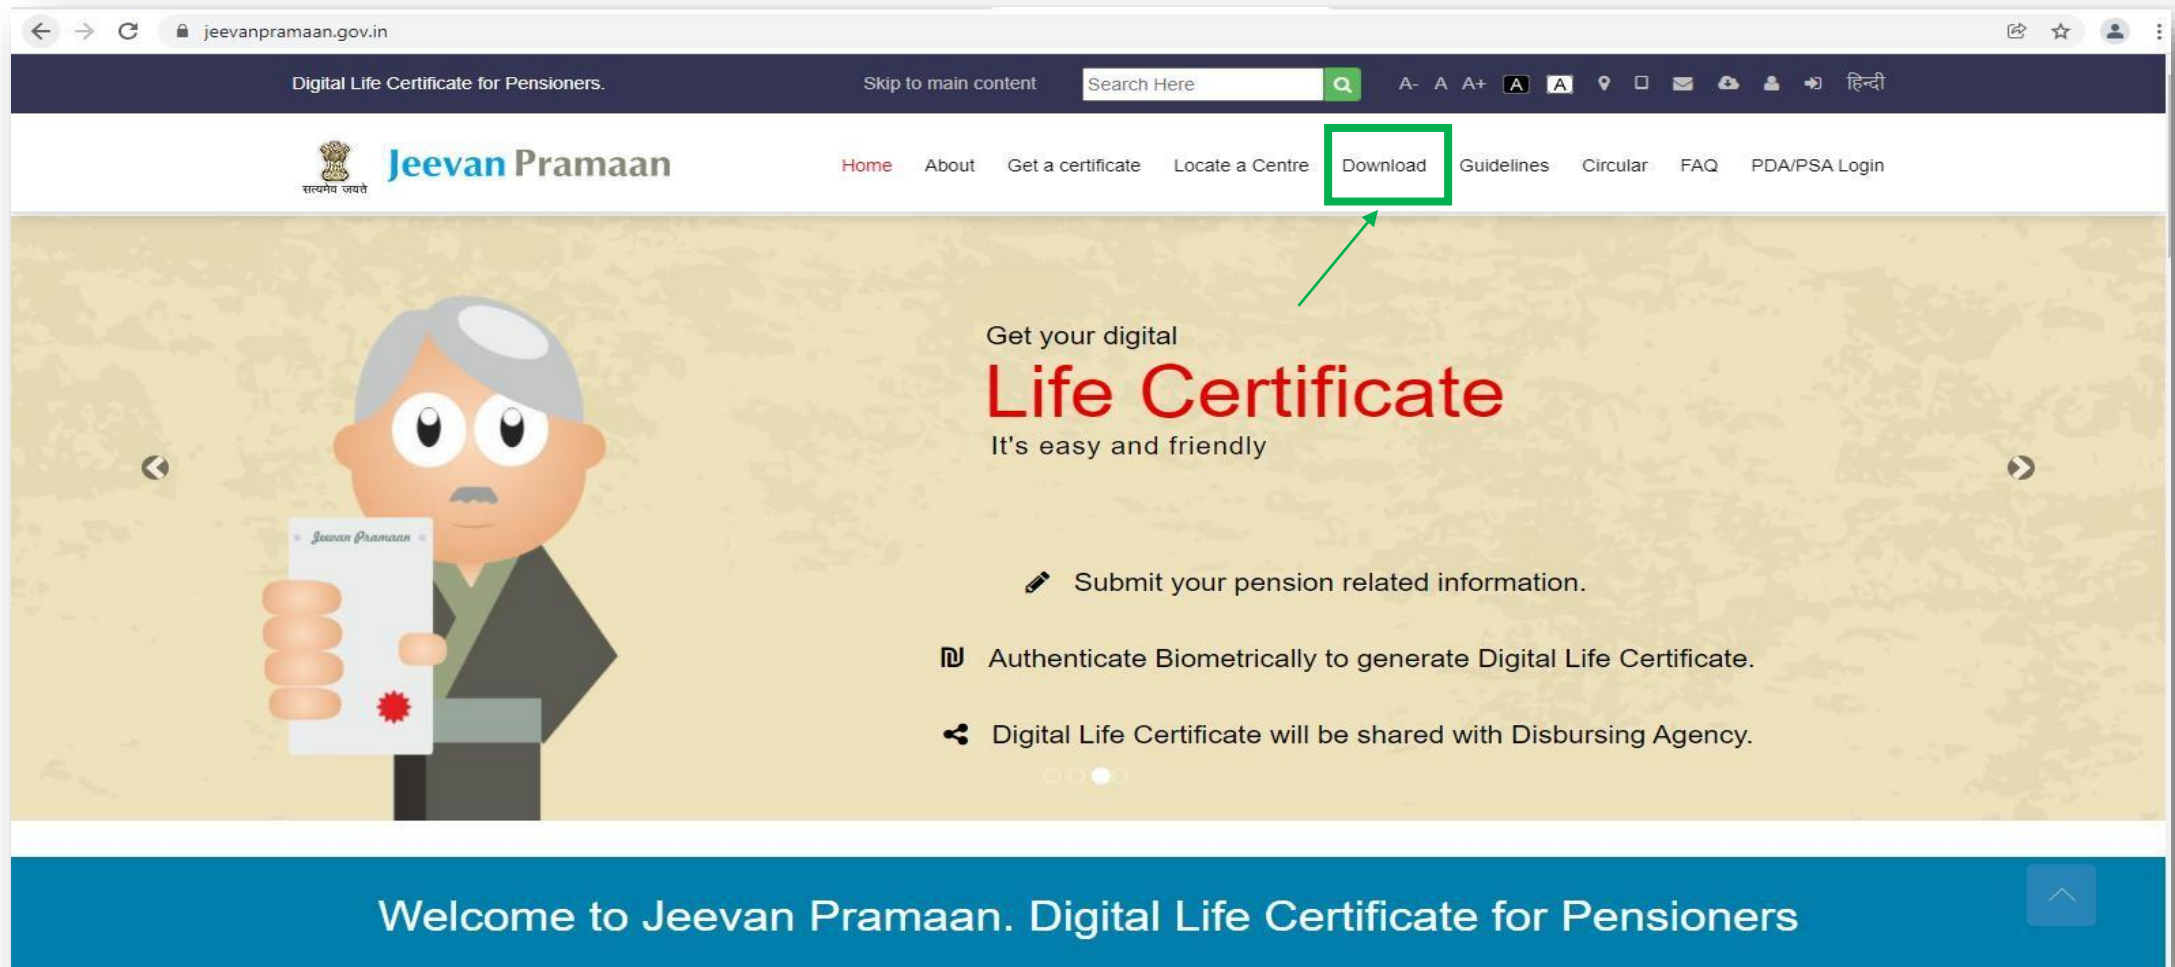 jeevanpramaan.gov.in
Digital Life Certificate for Pensioners.
Skip to main content
Search Here
A- A A+ A A हिन्दी
सत्यमेव जयते
Jeevan Pramaan
Home About Get a certificate Locate a Centre Download Guidelines Circular FAQ PDA/PSA Login
Get your digital
Life Certificate
It's easy and friendly
Jeevan Pramaan
Submit your pension related information.
Authenticate Biometrically to generate Digital Life Certificate.
Digital Life Certificate will be shared with Disbursing Agency.
Welcome to Jeevan Pramaan. Digital Life Certificate for Pensioners